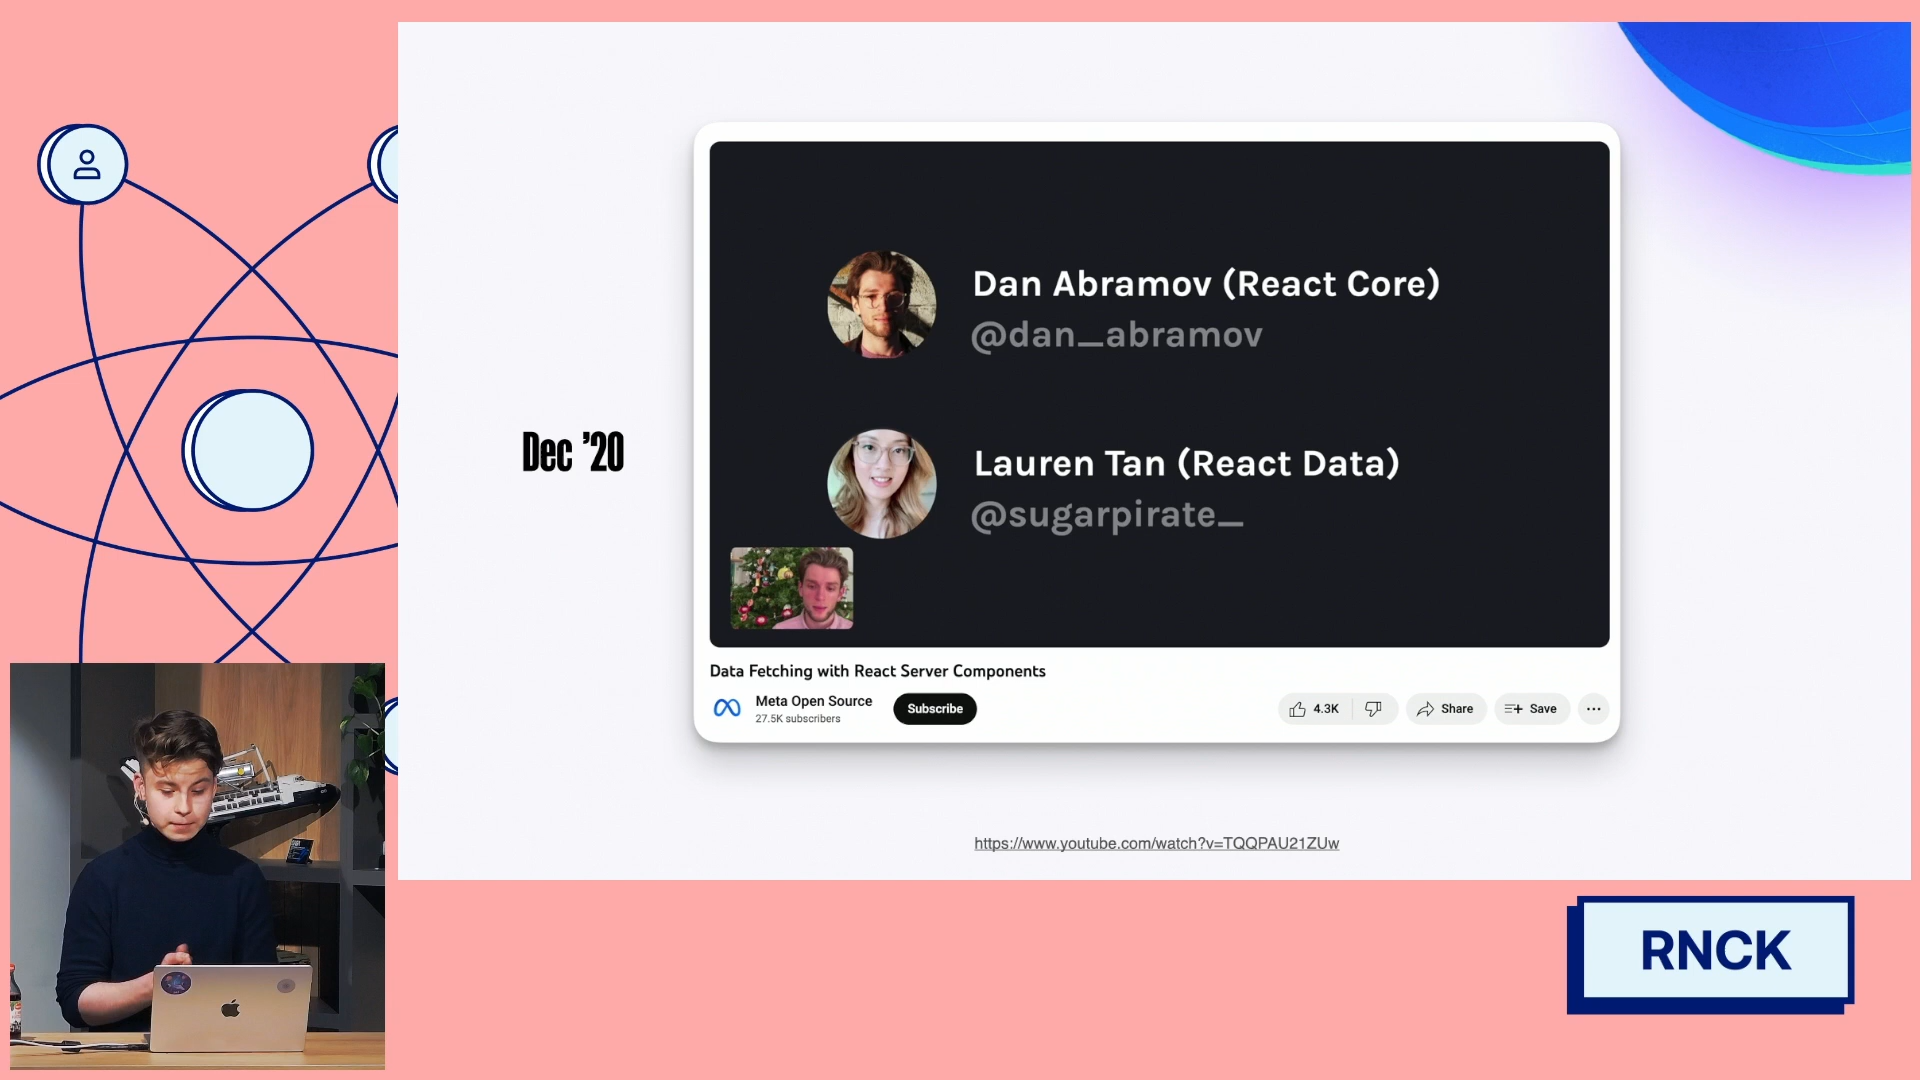 Dec ’20
Dan Abramov (React Core)
@dan_abramov
Lauren Tan (React Data)
@sugarpirate_
Data Fetching with React Server Components
Meta Open Source
27.5K subscribers
Subscribe
4.3K
Share
Save
https://www.youtube.com/watch?v=TQQPAU21ZUw
RNCK